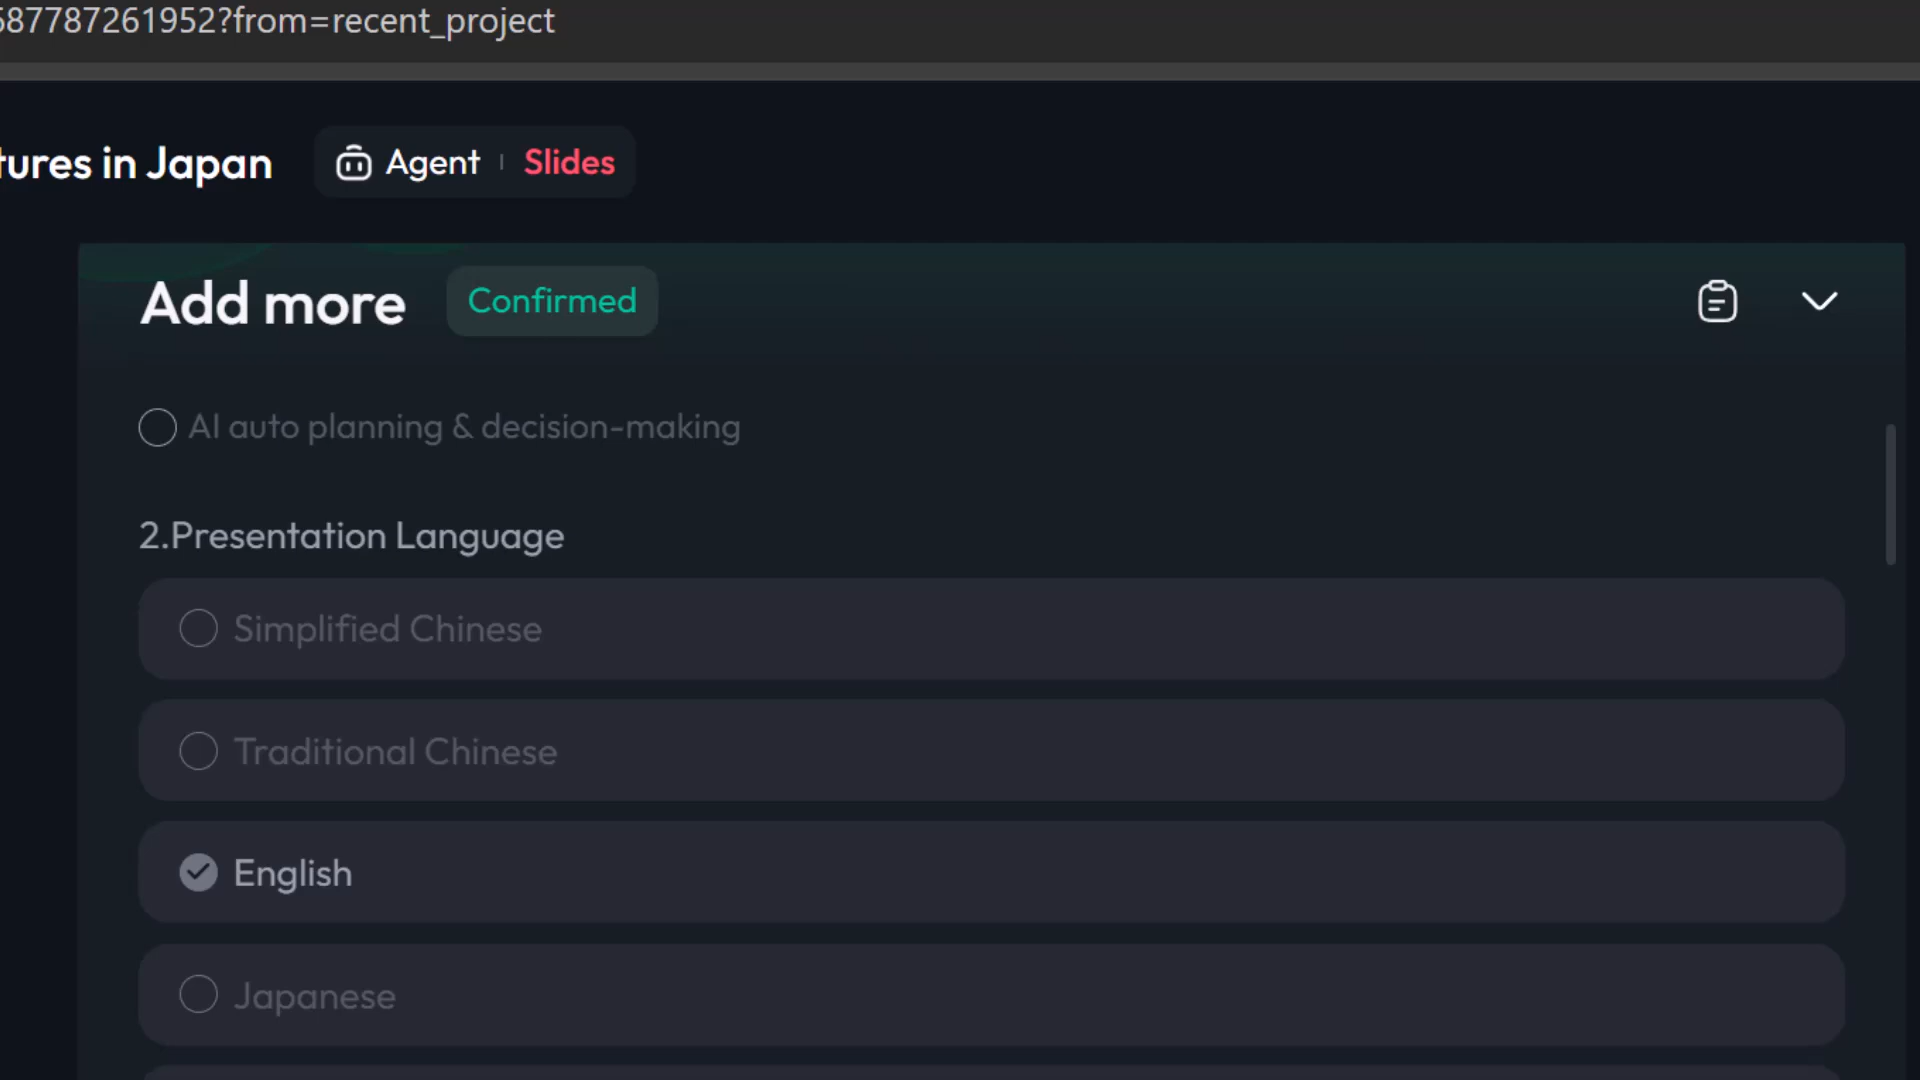 87787261952?from=recent_project
tures in Japan
Agent
Slides
Add more
Confirmed
AI auto planning & decision-making
2.Presentation Language
Simplified Chinese
Traditional Chinese
English
Japanese